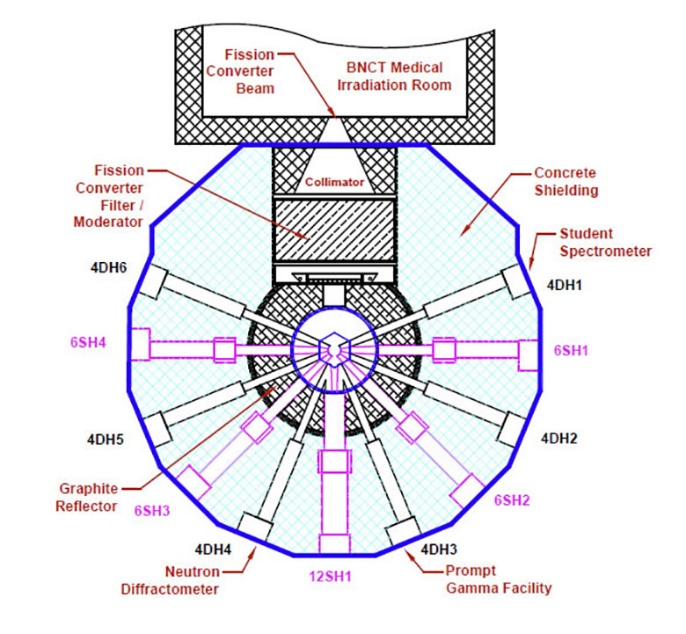 Fission
Converter
Beam
BNCT Medical
Irradiation Room
Fission
Converter
Filter /
Moderator
Collimator
Concrete
Shielding
Student
Spectrometer
4DH6
4DH1
6SH4
6SH1
4DH5
4DH2
Graphite
Reflector
6SH3
6SH2
4DH4
4DH3
Neutron
Diffractometer
12SH1
Prompt
Gamma Facility